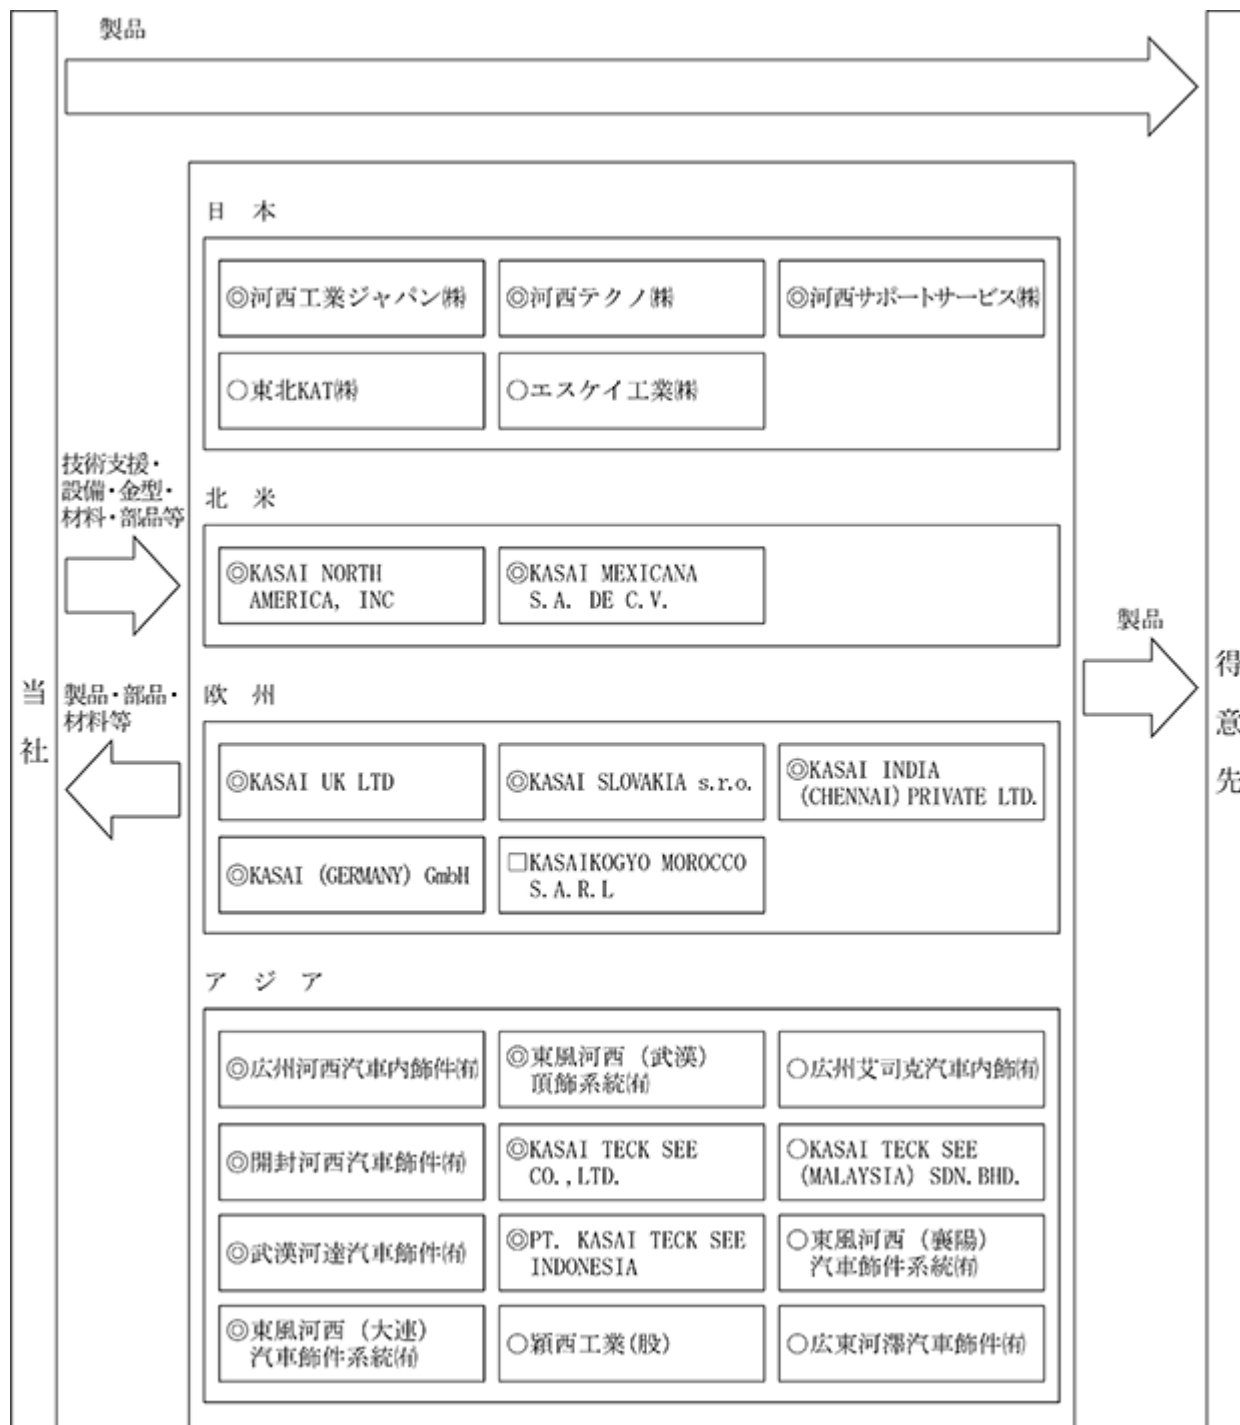 製品
日 本
◎河西工業ジャパン㈱
◎河西テクノ㈱
◎河西サポートサービス㈱
○東北KAT㈱
○エスケイ工業㈱
技術支援・
設備・金型・
材料・部品等
北 米
◎KASAI NORTH
AMERICA, INC
◎KASAI MEXICANA
S.A. DE C.V.
製品
当社
製品・部品・
材料等
得意先
欧 州
◎KASAI UK LTD
◎KASAI SLOVAKIA s.r.o.
◎KASAI INDIA
(CHENNAI) PRIVATE LTD.
◎KASAI (GERMANY) GmbH
□KASAIKOGYO MOROCCO
S.A.R.L
ア ジ ア
◎広州河西汽車内飾件㈲
◎東風河西（武漢）
頂飾系統㈲
○広州艾司克汽車内飾㈲
◎開封河西汽車飾件㈲
◎KASAI TECK SEE
CO.,LTD.
○KASAI TECK SEE
(MALAYSIA) SDN.BHD.
◎武漢河達汽車飾件㈲
◎PT. KASAI TECK SEE
INDONESIA
○東風河西（襄陽）
汽車飾件系統㈲
◎東風河西（大連）
汽車飾件系統㈲
○穎西工業(股)
○広東河澤汽車飾件㈲